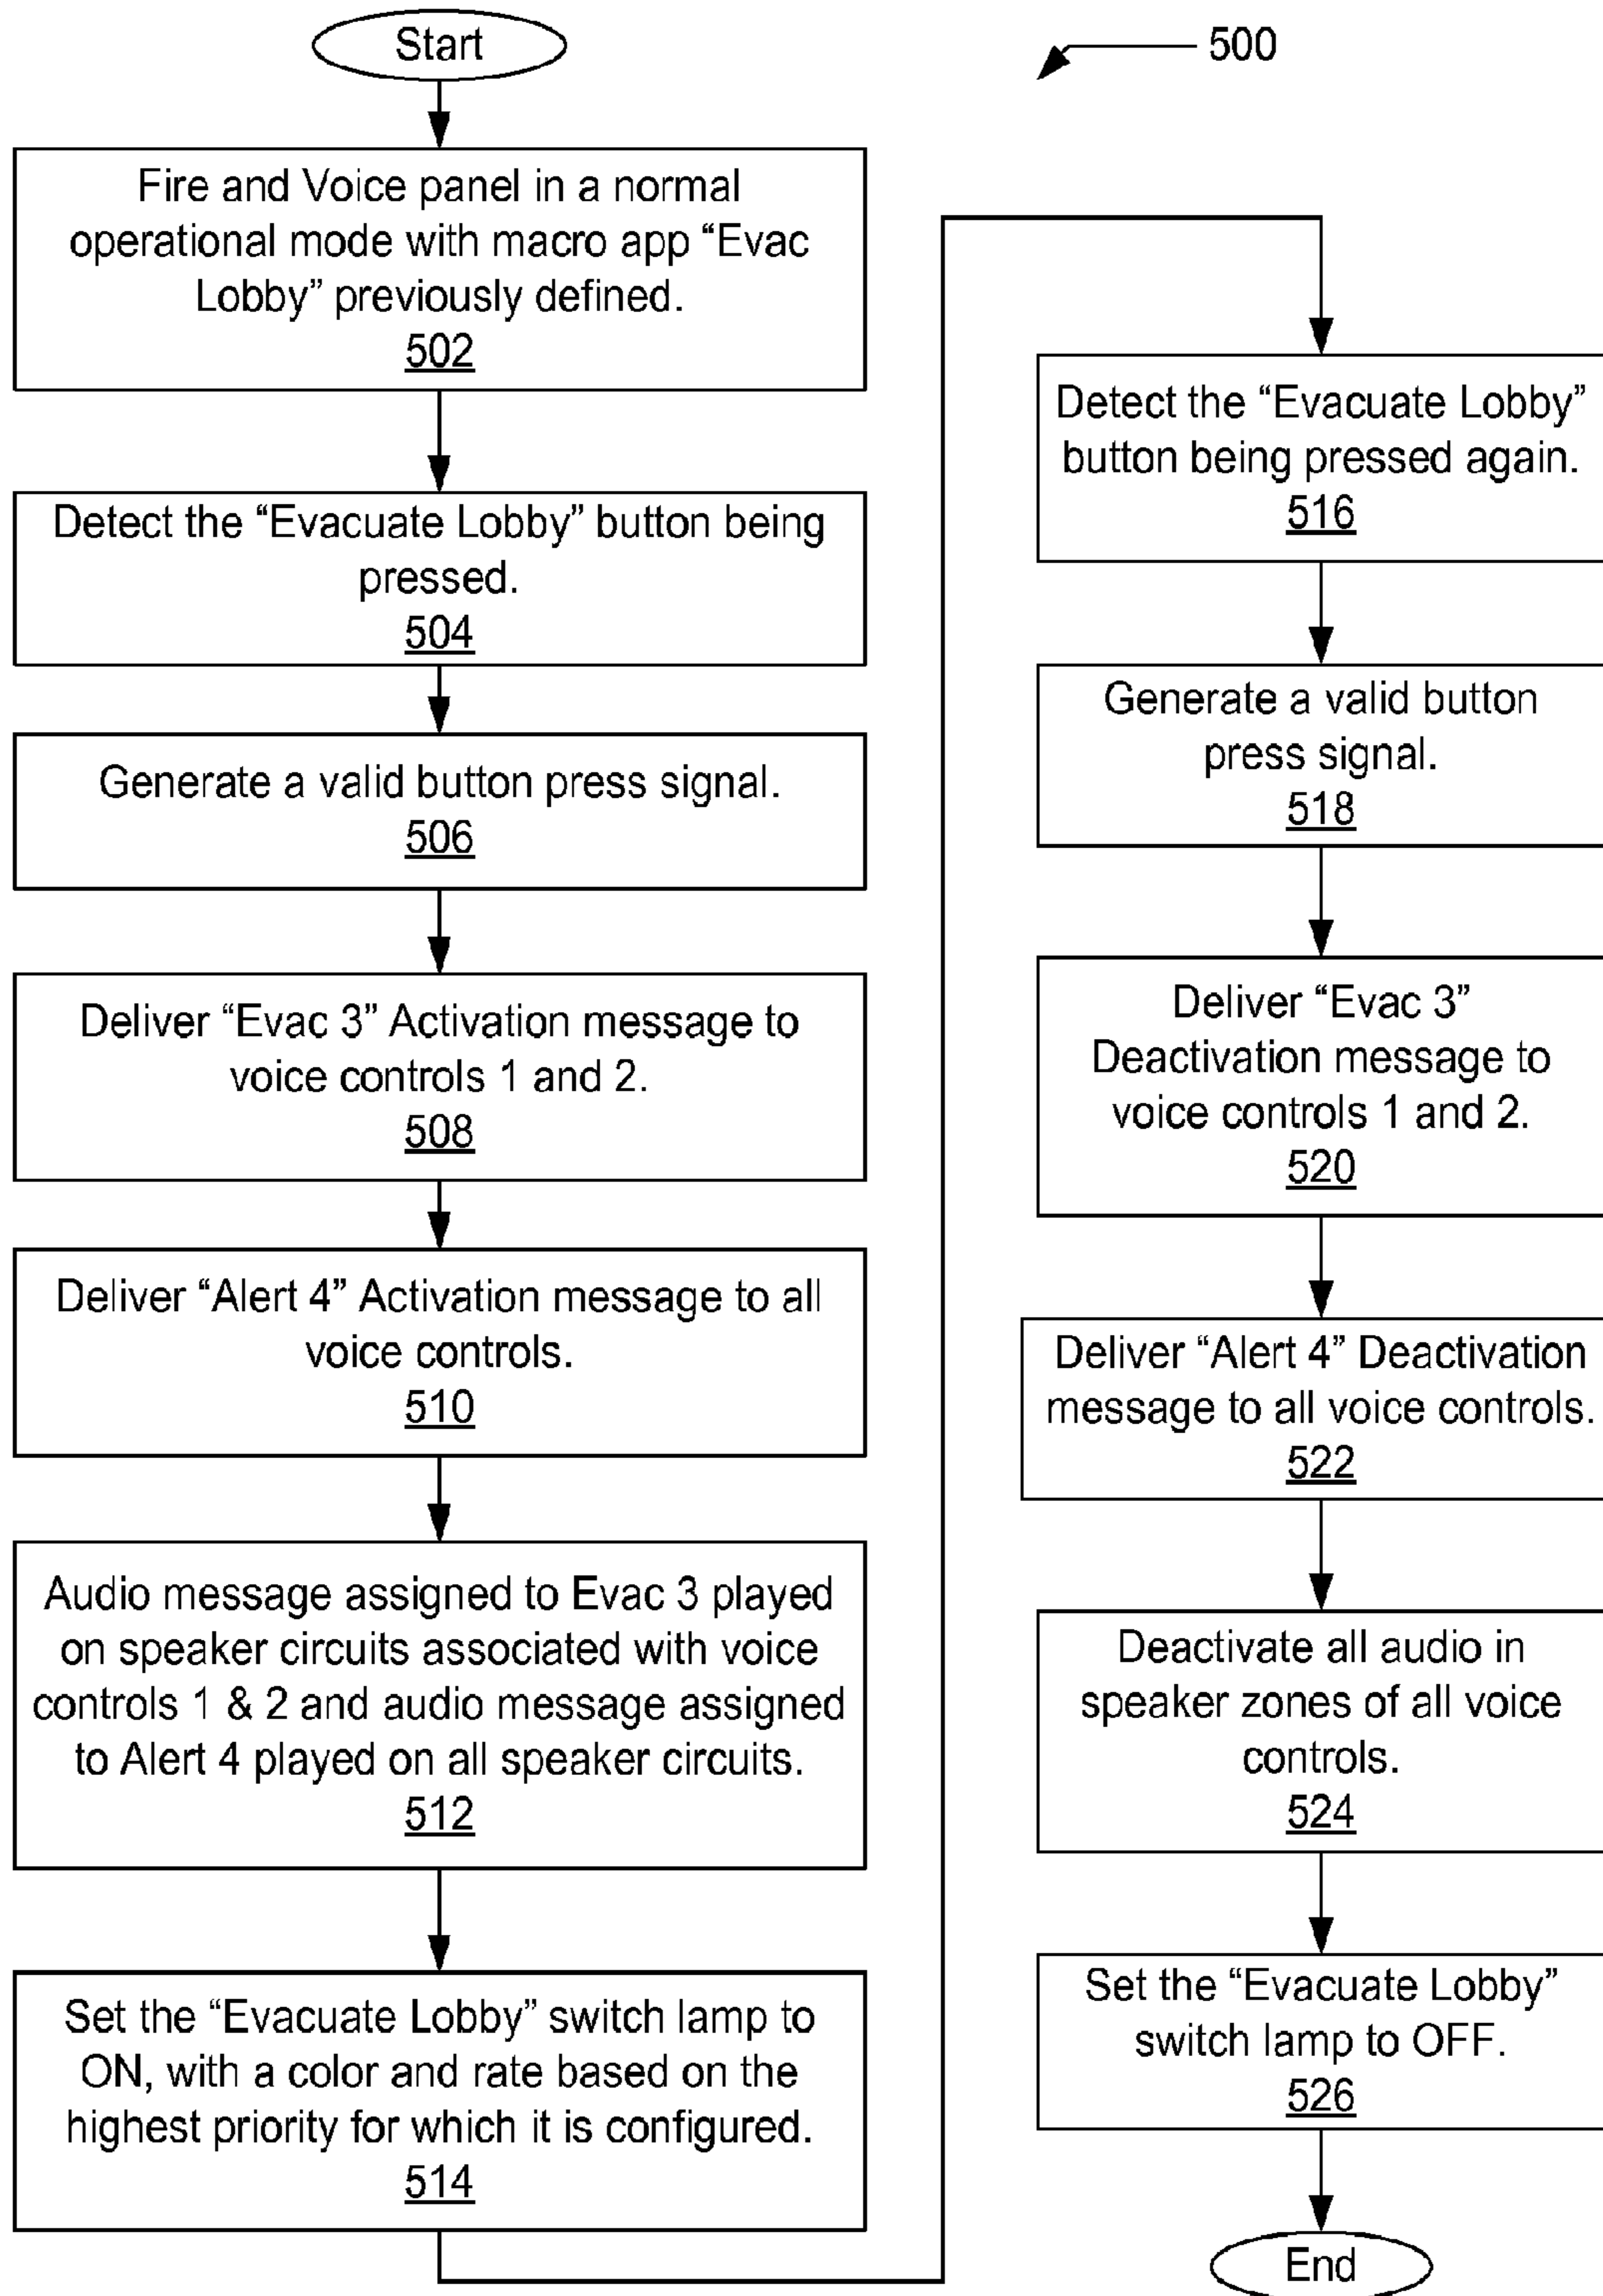 Start
500
Fire and Voice panel in a normal
operational mode with macro app “Evac
Lobby” previously defined.
502
Detect the “Evacuate Lobby” button being
pressed.
504
Generate a valid button press signal.
506
Deliver “Evac 3” Activation message to
voice controls 1 and 2.
508
Deliver “Alert 4” Activation message to all
voice controls.
510
Audio message assigned to Evac 3 played
on speaker circuits associated with voice
controls 1 & 2 and audio message assigned
to Alert 4 played on all speaker circuits.
512
Set the “Evacuate Lobby” switch lamp to
ON, with a color and rate based on the
highest priority for which it is configured.
514
Detect the “Evacuate Lobby”
button being pressed again.
516
Generate a valid button
press signal.
518
Deliver “Evac 3”
Deactivation message to
voice controls 1 and 2.
520
Deliver “Alert 4” Deactivation
message to all voice controls.
522
Deactivate all audio in
speaker zones of all voice
controls.
524
Set the “Evacuate Lobby”
switch lamp to OFF.
526
End